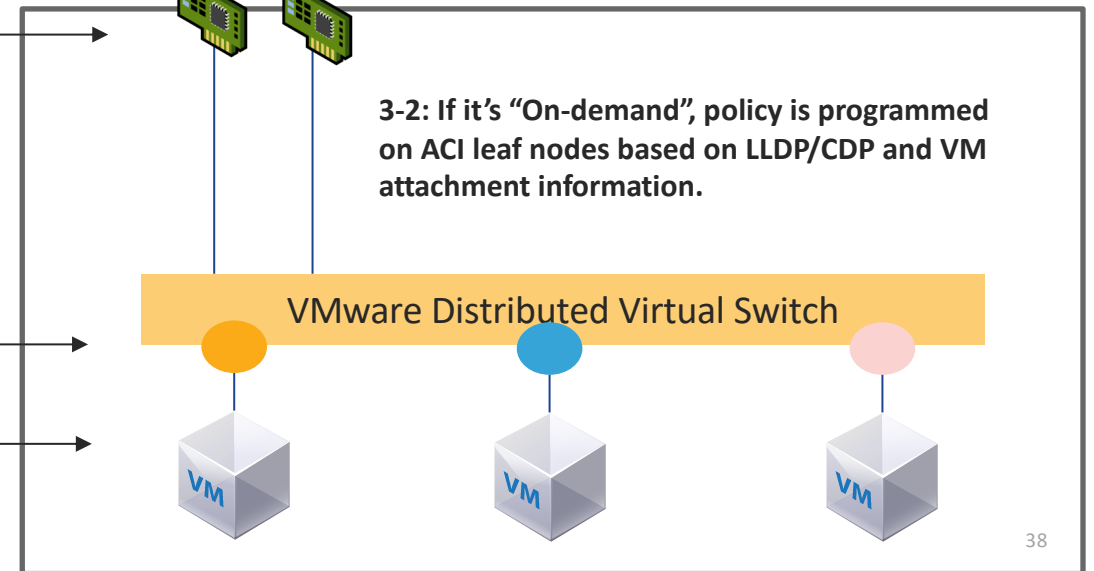 3-2: If it’s “On-demand”, policy is programmed
on ACI leaf nodes based on LLDP/CDP and VM
attachment information.
VMware Distributed Virtual Switch
VM
VM
VM
38